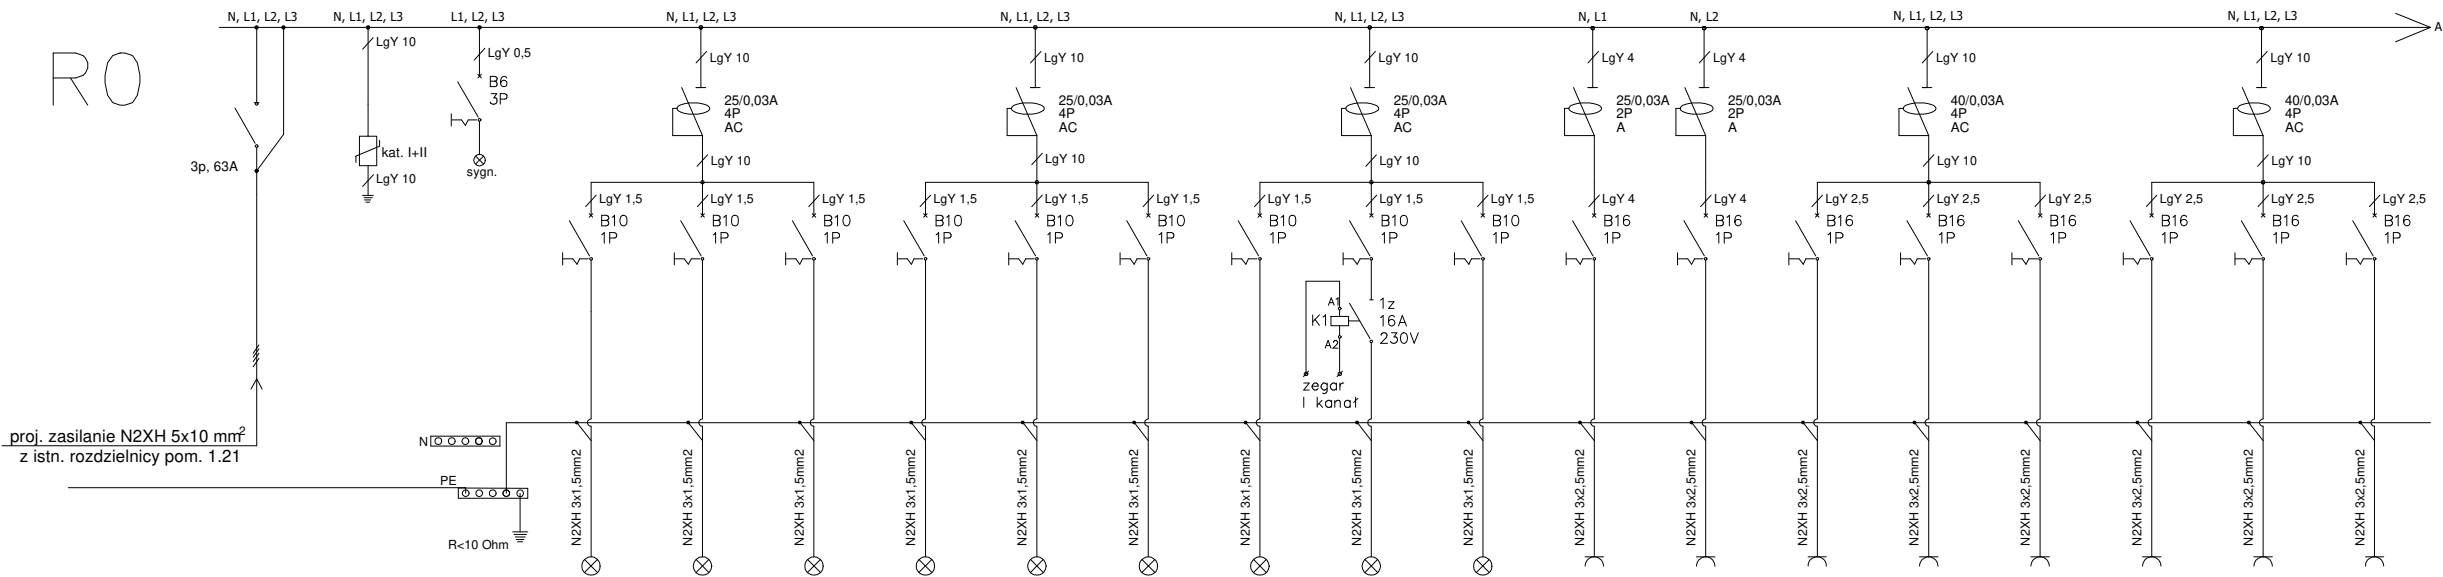 N, L1, L2, L3
N, L1, L2, L3
L1, L2, L3
N, L1, L2, L3
N, L1, L2, L3
N, L1, L2, L3
N, L1
N, L2
N, L1, L2, L3
N, L1, L2, L3
A
R0
LgY 10
LgY 0,5
LgY 10
LgY 10
LgY 10
LgY 4
LgY 4
LgY 10
LgY 10
B6
3P
25/0,03A
4P
AC
25/0,03A
4P
AC
25/0,03A
4P
AC
25/0,03A
2P
A
25/0,03A
2P
A
40/0,03A
4P
AC
40/0,03A
4P
AC
3p, 63A
kat. I+II
LgY 10
sygn.
LgY 10
LgY 10
LgY 10
LgY 10
LgY 10
LgY 1,5
LgY 1,5
LgY 1,5
LgY 1,5
LgY 1,5
LgY 1,5
LgY 1,5
LgY 1,5
LgY 1,5
LgY 4
LgY 4
LgY 2,5
LgY 2,5
LgY 2,5
LgY 2,5
LgY 2,5
LgY 2,5
B10
1P
B10
1P
B10
1P
B10
1P
B10
1P
B10
1P
B10
1P
B10
1P
B10
1P
B16
1P
B16
1P
B16
1P
B16
1P
B16
1P
B16
1P
B16
1P
B16
1P
A1
K1
A2
1z
16A
230V
zegar
I kanał
proj. zasilanie N2XH 5x10 mm²
z istn. rozdzielnicy pom. 1.21
N
PE
R<10 Ohm
N2XH 3x1,5mm2
N2XH 3x1,5mm2
N2XH 3x1,5mm2
N2XH 3x1,5mm2
N2XH 3x1,5mm2
N2XH 3x1,5mm2
N2XH 3x1,5mm2
N2XH 3x1,5mm2
N2XH 3x1,5mm2
N2XH 3x2,5mm2
N2XH 3x2,5mm2
N2XH 3x2,5mm2
N2XH 3x2,5mm2
N2XH 3x2,5mm2
N2XH 3x2,5mm2
N2XH 3x2,5mm2
N2XH 3x2,5mm2